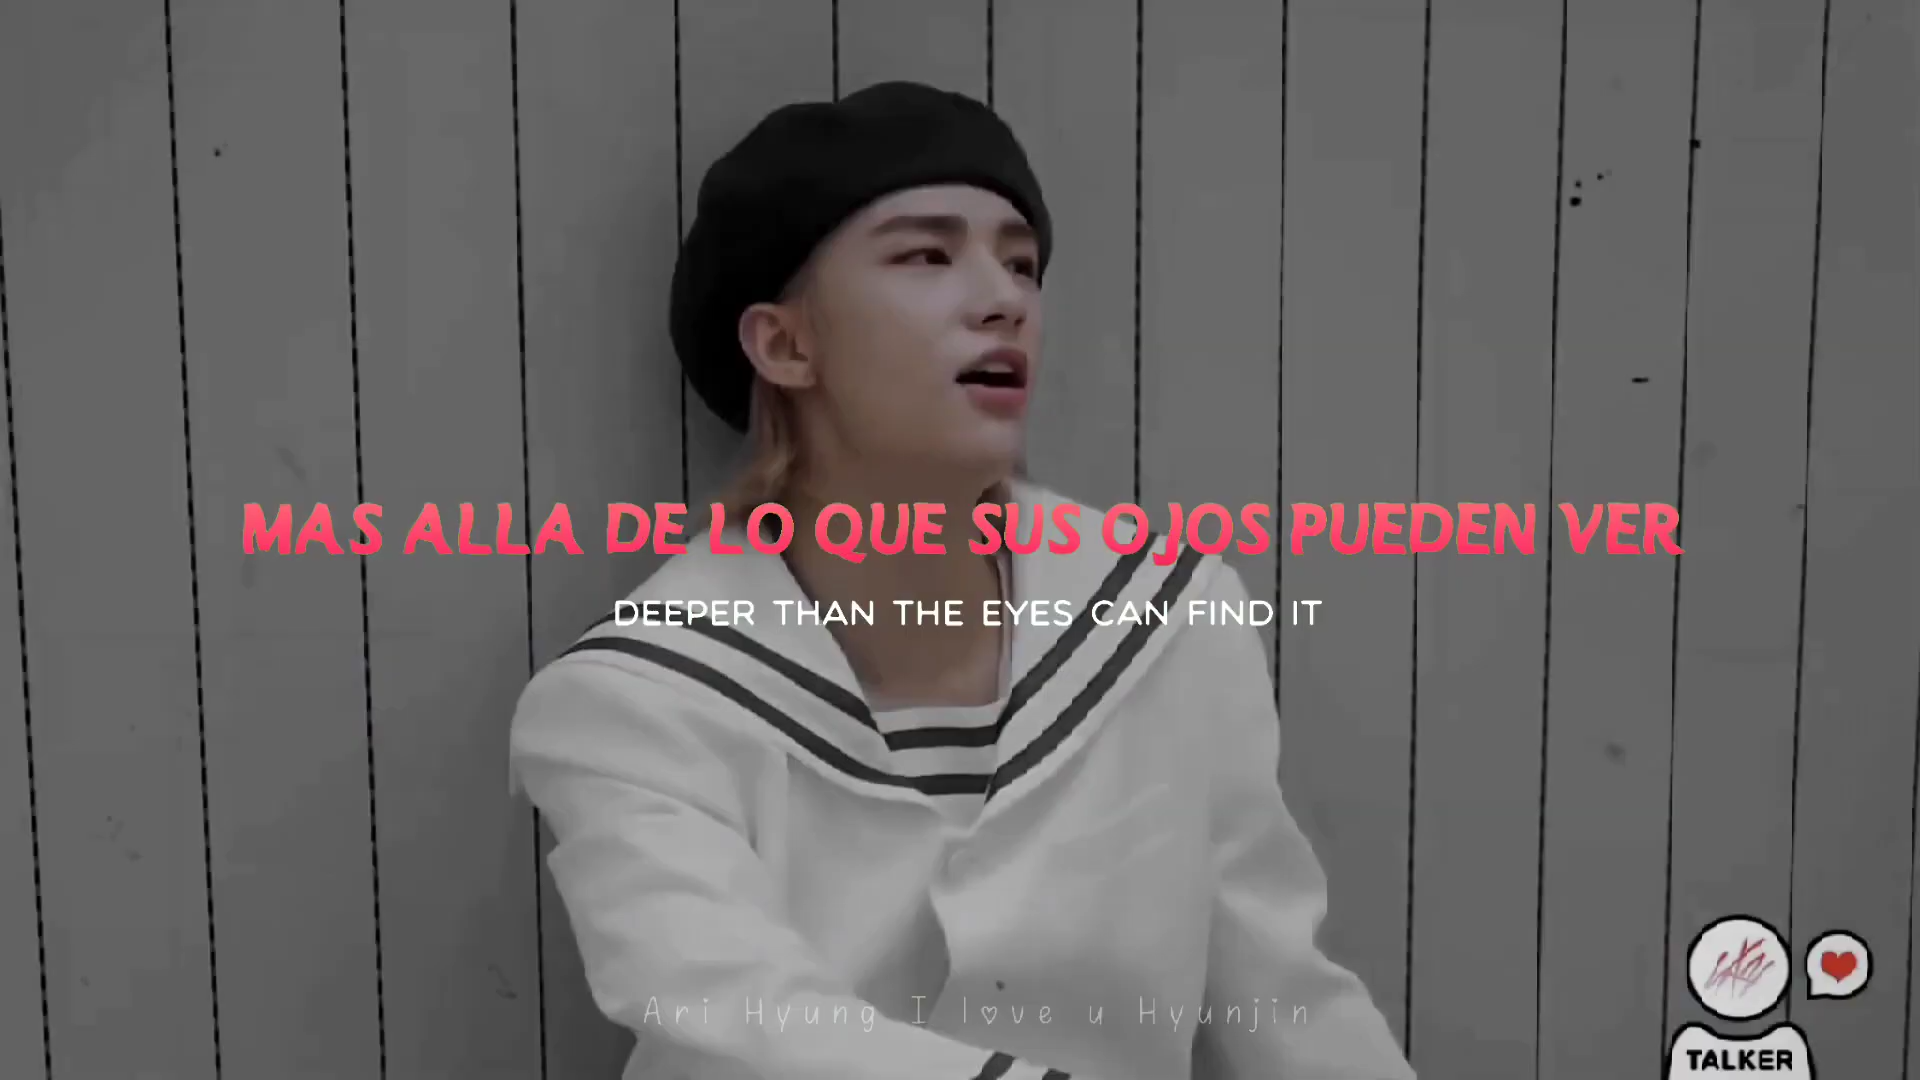 MAS ALLA DE LO QUE SUS OJOS PUEDEN VER
DEEPER THAN THE EYES CAN FIND IT
Ari Hyung I love u Hyunjin
TALKER